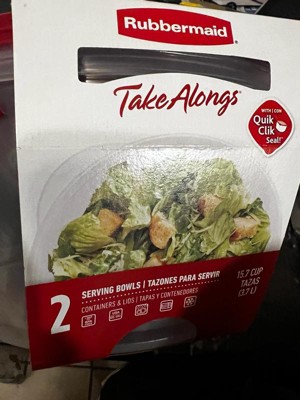 Rubbermaid
TakeAlongs®
WITH | CON
Quik
Clik
Seal!™
2
SERVING BOWLS | TAZONES PARA SERVIR
CONTAINERS & LIDS | TAPAS Y CONTENEDORES
15.7 CUP
TAZAS
(3.7 L)